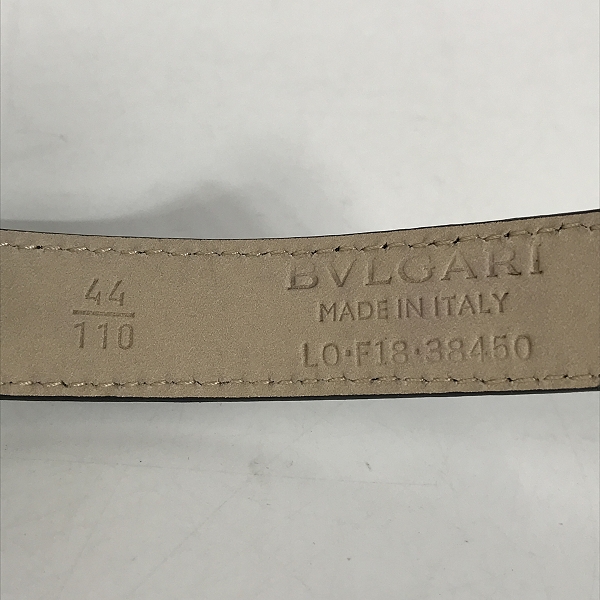 44
110
BVLGARI
MADE IN ITALY
LO·F18·38450